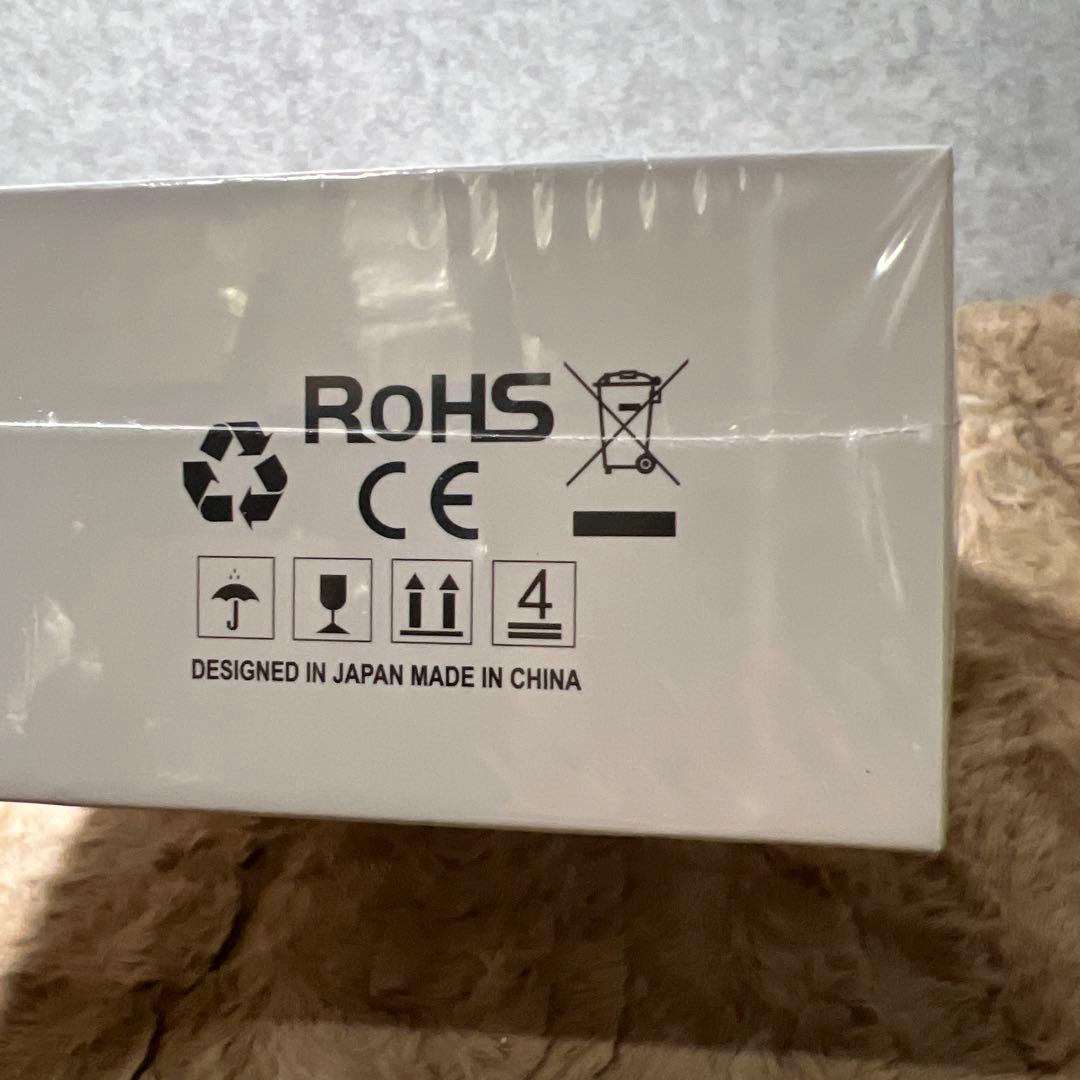 RoHS
CE
4
DESIGNED IN JAPAN MADE IN CHINA